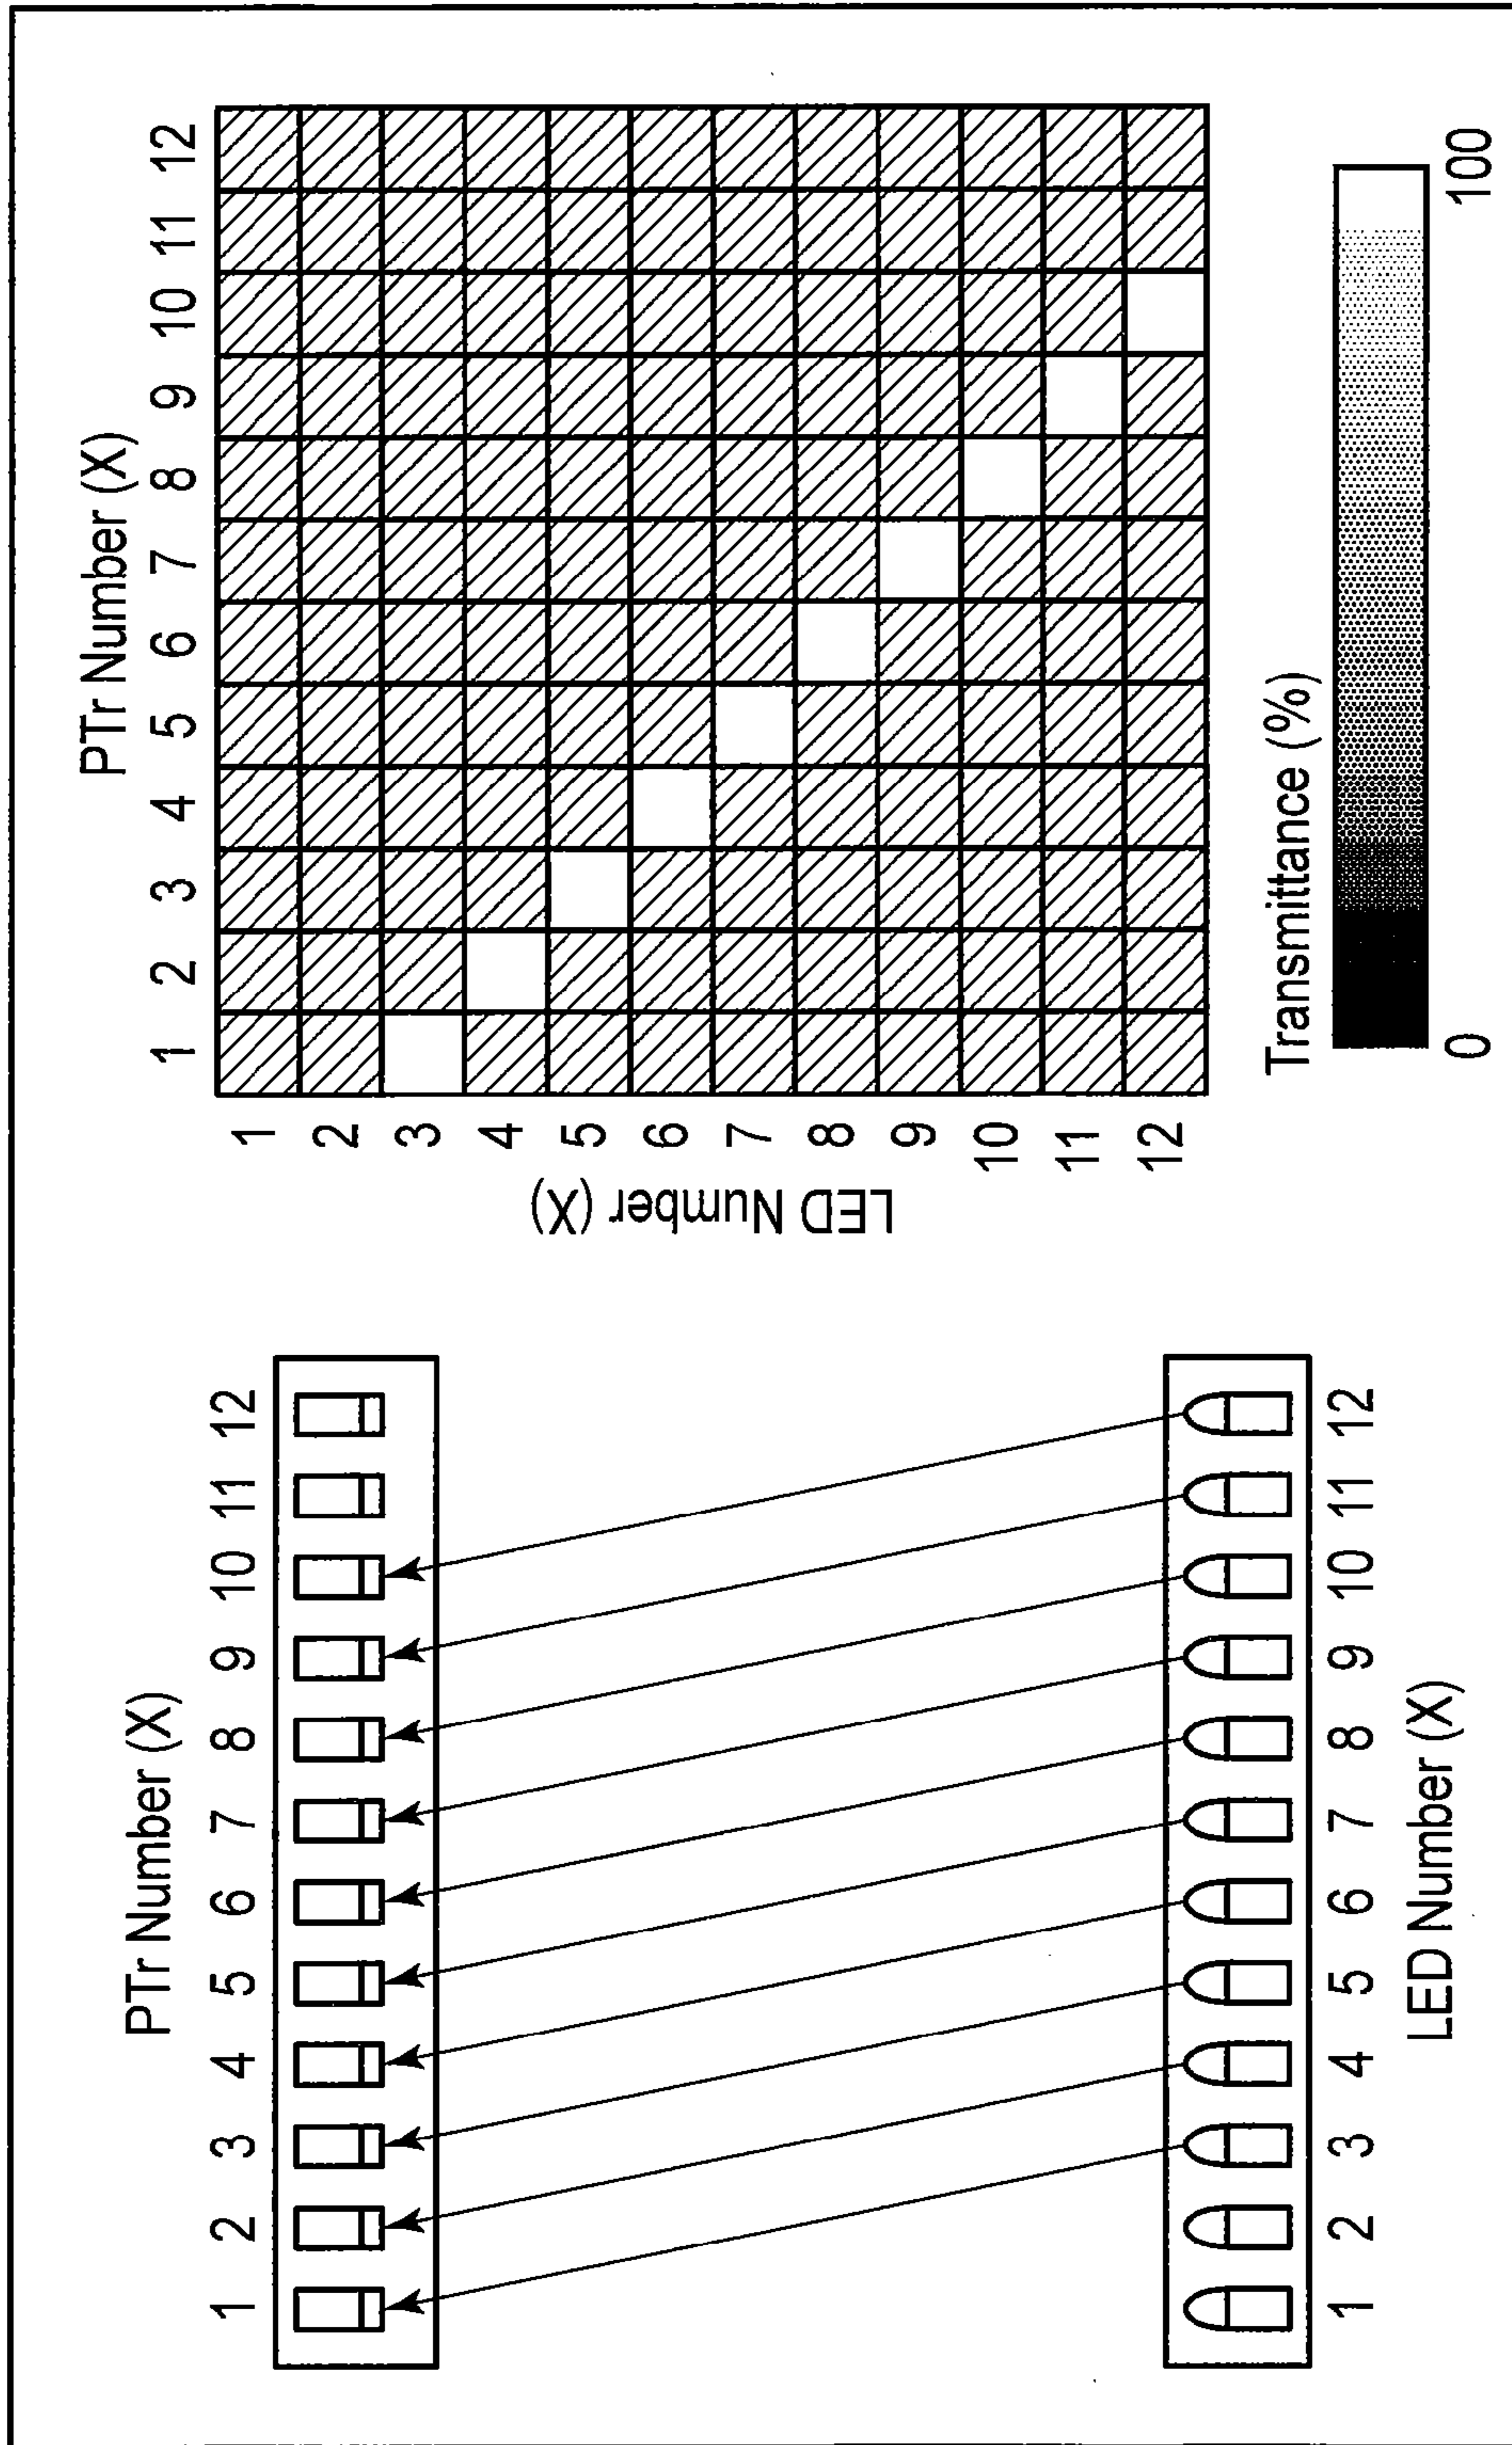 PTr Number (X)
1 2 3 4 5 6 7 8 9 10 11 12
1 2 3 4 5 6 7 8 9 10 11 12
LED Number (X)
PTr Number (X)
1 2 3 4 5 6 7 8 9 10 11 12
LED Number (X)
1
2
3
4
5
6
7
8
9
10
11
12
Transmittance (%)
0 100